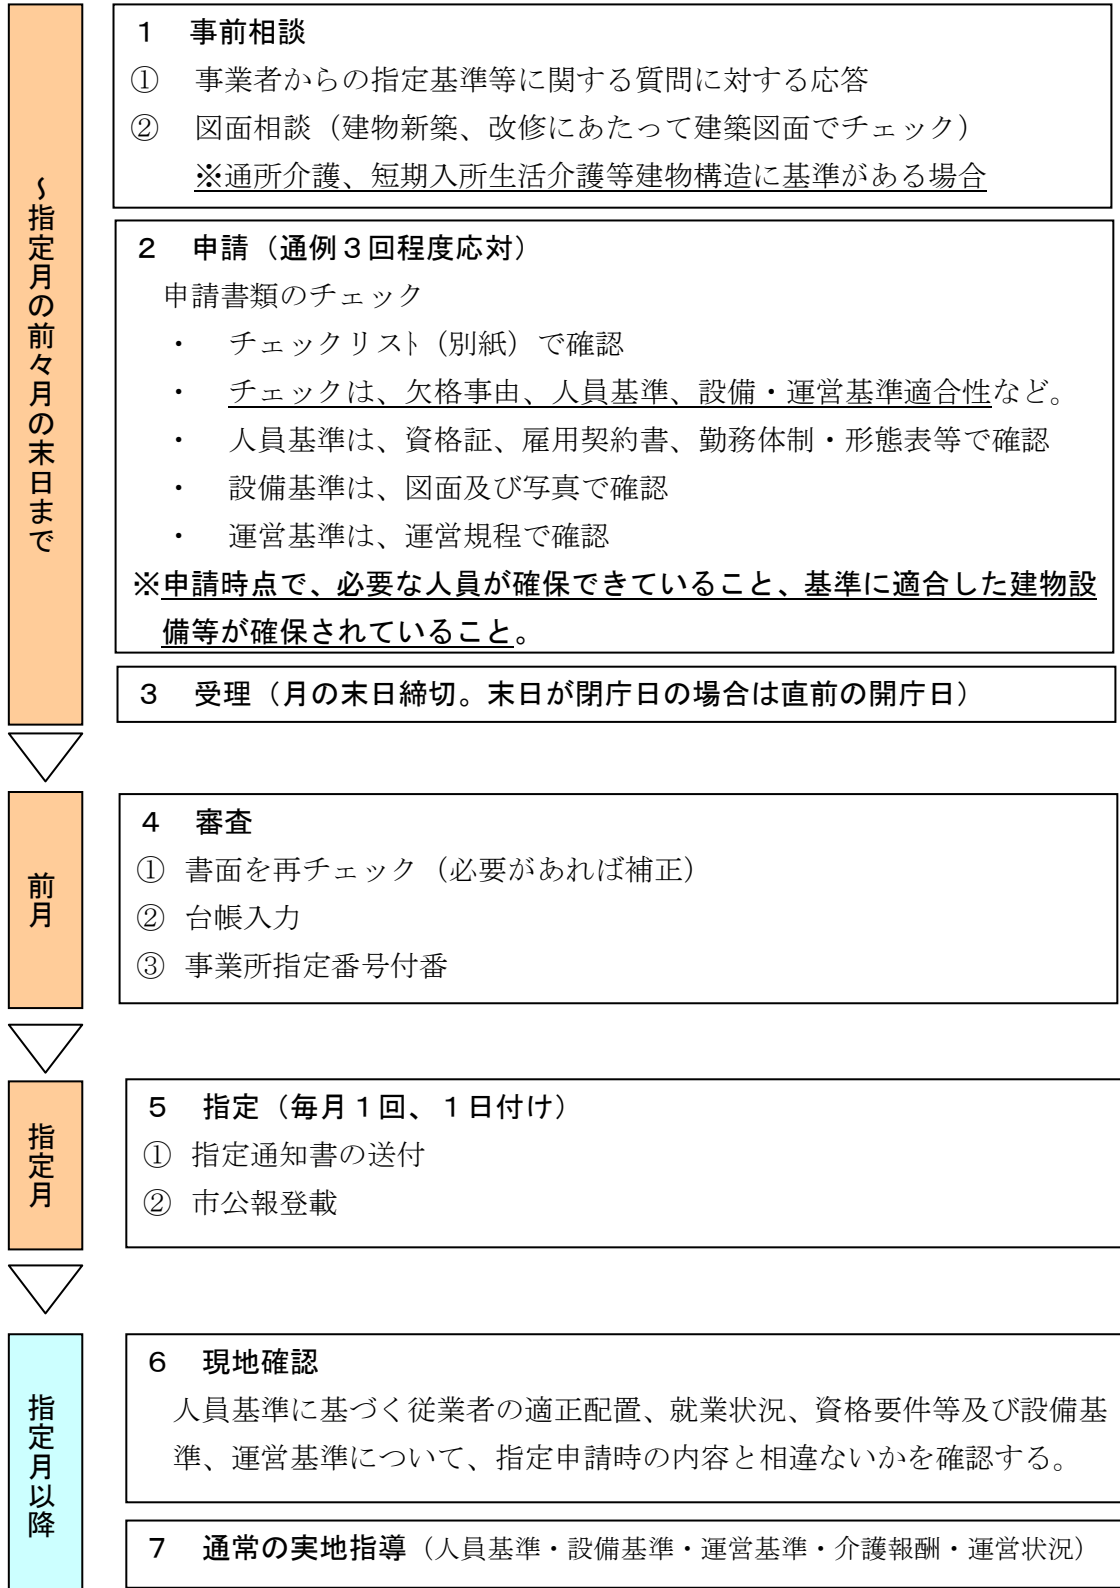 ～指定月の前々月の末日まで
１　事前相談
①　事業者からの指定基準等に関する質問に対する応答
②　図面相談（建物新築、改修にあたって建築図面でチェック）
※通所介護、短期入所生活介護等建物構造に基準がある場合
２　申請（通例３回程度応対）
申請書類のチェック
・　チェックリスト（別紙）で確認
・　チェックは、欠格事由、人員基準、設備・運営基準適合性など。
・　人員基準は、資格証、雇用契約書、勤務体制・形態表等で確認
・　設備基準は、図面及び写真で確認
・　運営基準は、運営規程で確認
※申請時点で、必要な人員が確保できていること、基準に適合した建物設
備等が確保されていること。
３　受理（月の末日締切。末日が閉庁日の場合は直前の開庁日）
前月
４　審査
①　書面を再チェック（必要があれば補正）
②　台帳入力
③　事業所指定番号付番
指定月
５　指定（毎月１回、１日付け）
①　指定通知書の送付
②　市公報登載
指定月以降
６　現地確認
人員基準に基づく従業者の適正配置、就業状況、資格要件等及び設備基
準、運営基準について、指定申請時の内容と相違ないかを確認する。
７　通常の実地指導（人員基準・設備基準・運営基準・介護報酬・運営状況）